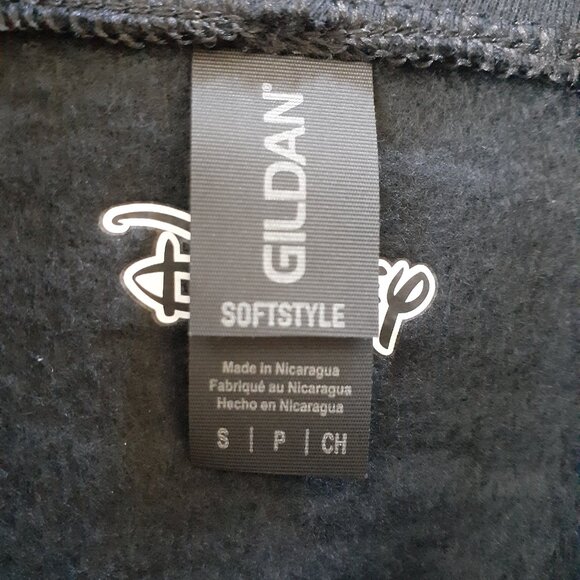 GILDAN®
SOFTSTYLE
Made in Nicaragua
Fabriqué au Nicaragua
Hecho en Nicaragua
S | P | CH